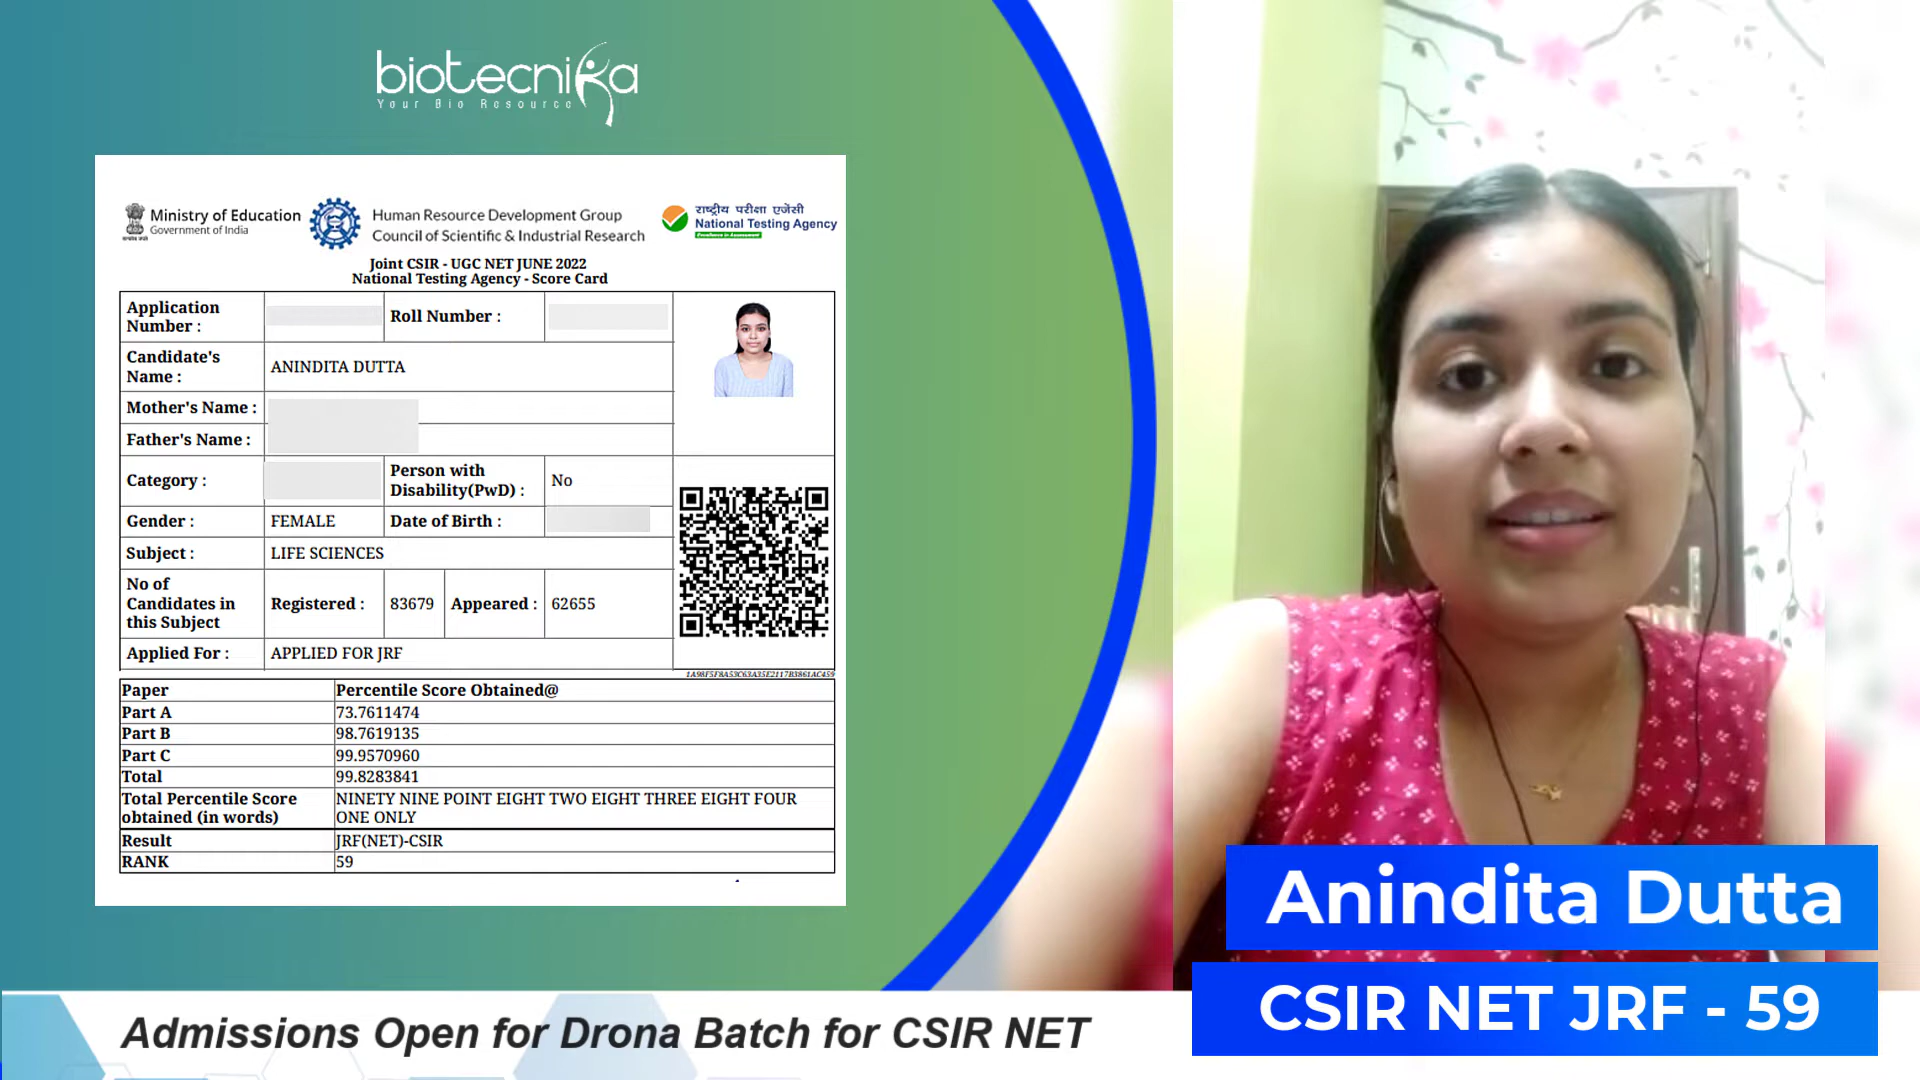 biotecnika
Your Bio Resource
Ministry of Education
Government of India
Human Resource Development Group
Council of Scientific & Industrial Research
राष्ट्रीय परीक्षा एजेंसी
National Testing Agency
Excellence in Assessment
Joint CSIR - UGC NET JUNE 2022
National Testing Agency - Score Card
Application Number :
Roll Number :
Candidate's Name :
ANINDITA DUTTA
Mother's Name :
Father's Name :
Category :
Person with Disability(PwD) :
No
Gender :
FEMALE
Date of Birth :
Subject :
LIFE SCIENCES
No of Candidates in this Subject
Registered :
83679
Appeared :
62655
Applied For :
APPLIED FOR JRF
1A98F5F8A53C63A35E2117B3861AC459
Paper
Percentile Score Obtained@
Part A
73.7611474
Part B
98.7619135
Part C
99.9570960
Total
99.8283841
Total Percentile Score obtained (in words)
NINETY NINE POINT EIGHT TWO EIGHT THREE EIGHT FOUR ONE ONLY
Result
JRF(NET)-CSIR
RANK
59
Anindita Dutta
CSIR NET JRF - 59
Admissions Open for Drona Batch for CSIR NET